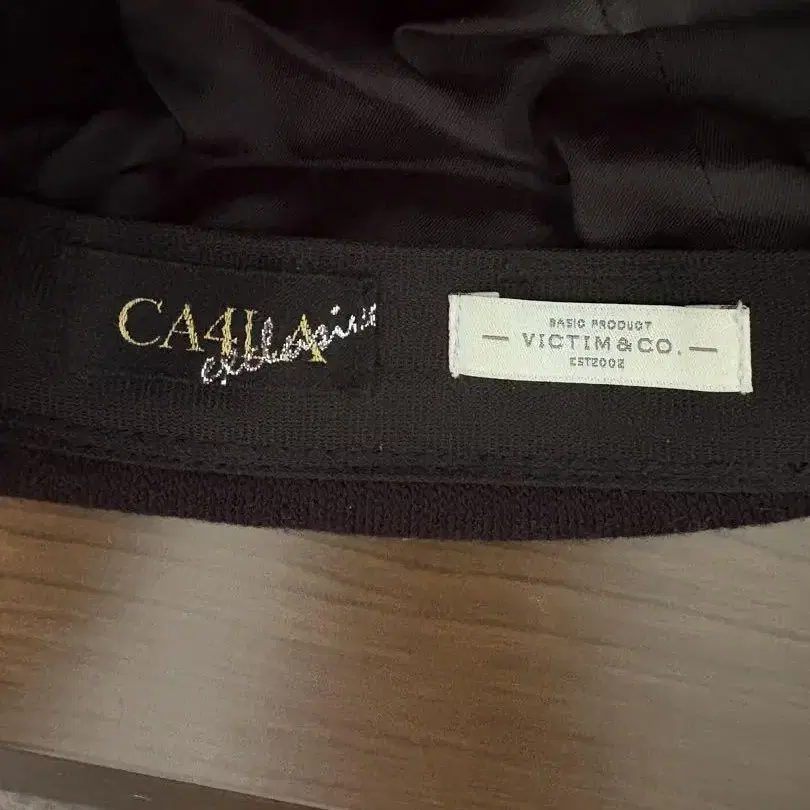 CA4LA
BASIC PRODUCT
— VICTIM & CO. —
EST2002